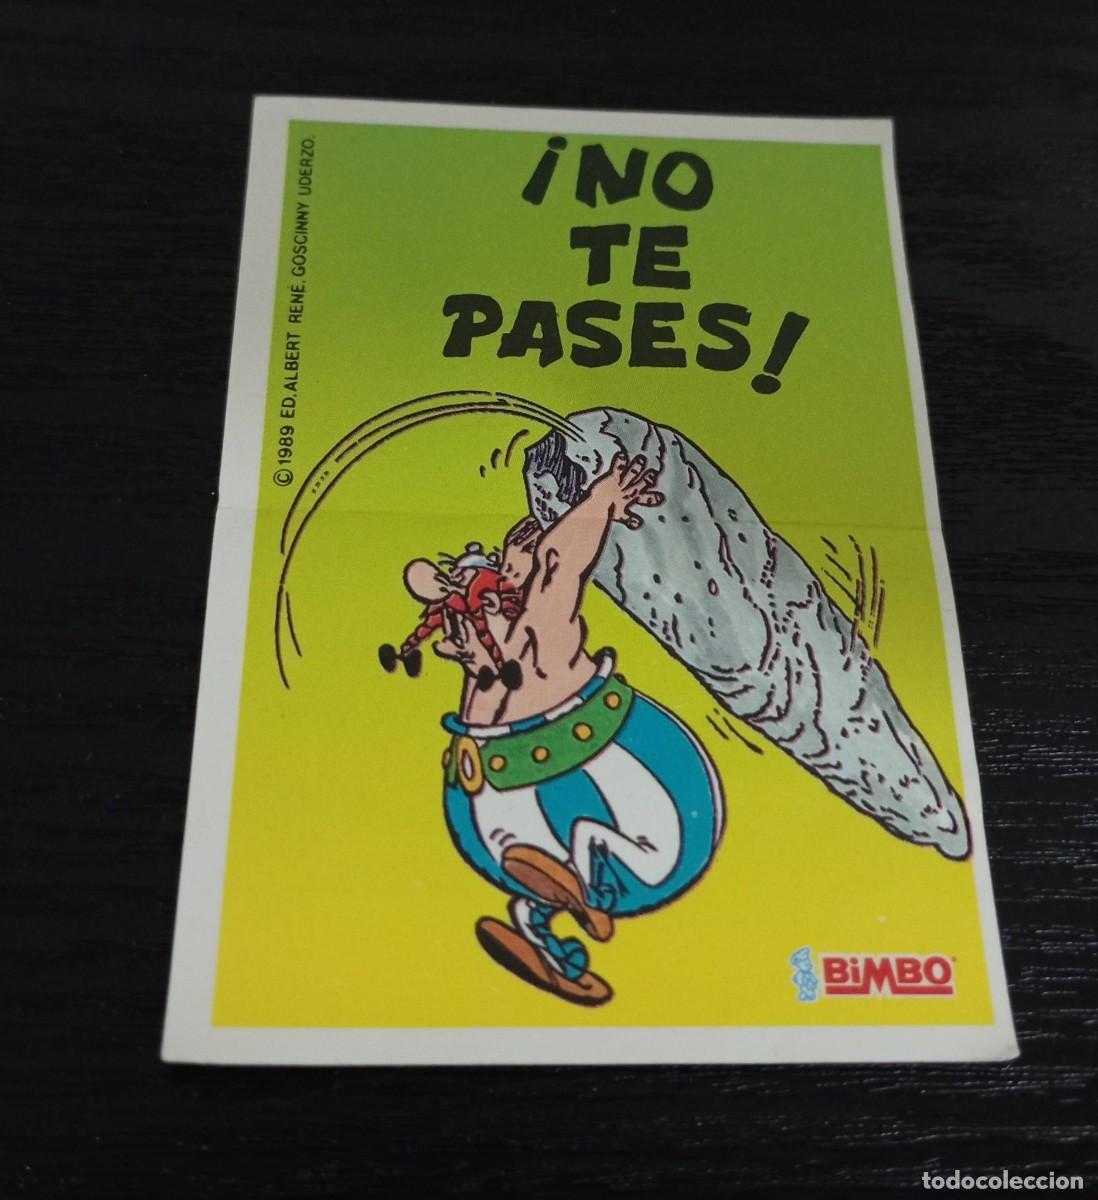 ¡NO
TE
PASES!
©1989 ED.ALBERT RENÉ.GOSCINNY UDERZO.
BiMBO
todocoleccion